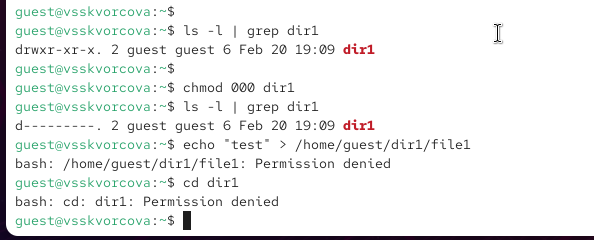 guest@vsskvorcova:~$
guest@vsskvorcova:~$ ls -l | grep dir1
drwxr-xr-x. 2 guest guest 6 Feb 20 19:09 dir1
guest@vsskvorcova:~$
guest@vsskvorcova:~$ chmod 000 dir1
guest@vsskvorcova:~$ ls -l | grep dir1
d---------. 2 guest guest 6 Feb 20 19:09 dir1
guest@vsskvorcova:~$ echo "test" > /home/guest/dir1/file1
bash: /home/guest/dir1/file1: Permission denied
guest@vsskvorcova:~$ cd dir1
bash: cd: dir1: Permission denied
guest@vsskvorcova:~$